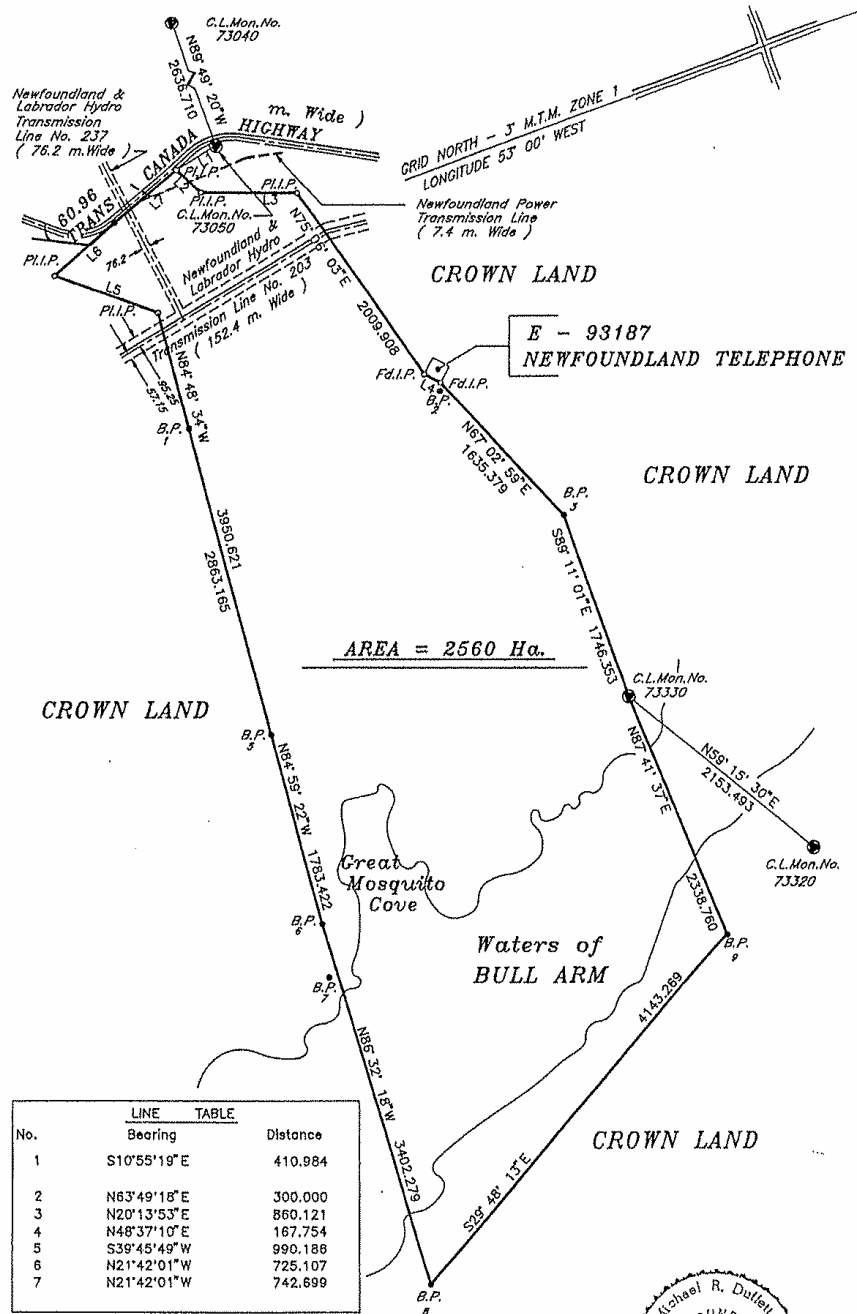 C.L.Mon.No.
73040
N89° 49' 20"W
2636.710
Newfoundland &
Labrador Hydro
Transmission
Line No. 237
( 76.2 m.Wide )
60.96
m. Wide )
TRANS CANADA HIGHWAY
GRID NORTH - 3° M.T.M. ZONE 1
LONGITUDE 53° 00' WEST
L1
Pl.I.P.
L2
L7
Pl.I.P.
L3
Pl.I.P.
C.L.Mon.No.
73050
Newfoundland Power
Transmission Line
( 7.4 m. Wide )
L6
76.2
Pl.I.P.
L5
Pl.I.P.
Newfoundland &
Labrador Hydro
Transmission Line No. 203
( 152.4 m. Wide )
95.25
57.15
03"E
2009.908
CROWN LAND
E - 93187
NEWFOUNDLAND TELEPHONE
Fd.I.P.
L4
Fd.I.P.
B.P.
2
N84° 48' 34"W
B.P.
1
N67° 02' 59"E
1635.379
CROWN LAND
B.P.
3
3950.621
2863.165
S89° 11' 01"E 1746.353
AREA = 2560 Ha.
C.L.Mon.No.
73330
CROWN LAND
B.P.
5
N59° 15' 30"E
2153.493
N87° 41' 37"E
2338.760
N84° 59' 22"W 1783.422
C.L.Mon.No.
73320
Great
Mosquito
Cove
B.P.
6
B.P.
9
Waters of
BULL ARM
B.P.
7
4143.269
N86° 32' 18"W 3402.279
S29° 48' 13"E
CROWN LAND
B.P.
LINE TABLE
No. Bearing Distance
1 S10°55'19"E 410.984
2 N63°49'18"E 300.000
3 N20°13'53"E 860.121
4 N48°37'10"E 167.754
5 S39°45'49"W 990.186
6 N21°42'01"W 725.107
7 N21°42'01"W 742.699
Michael R.